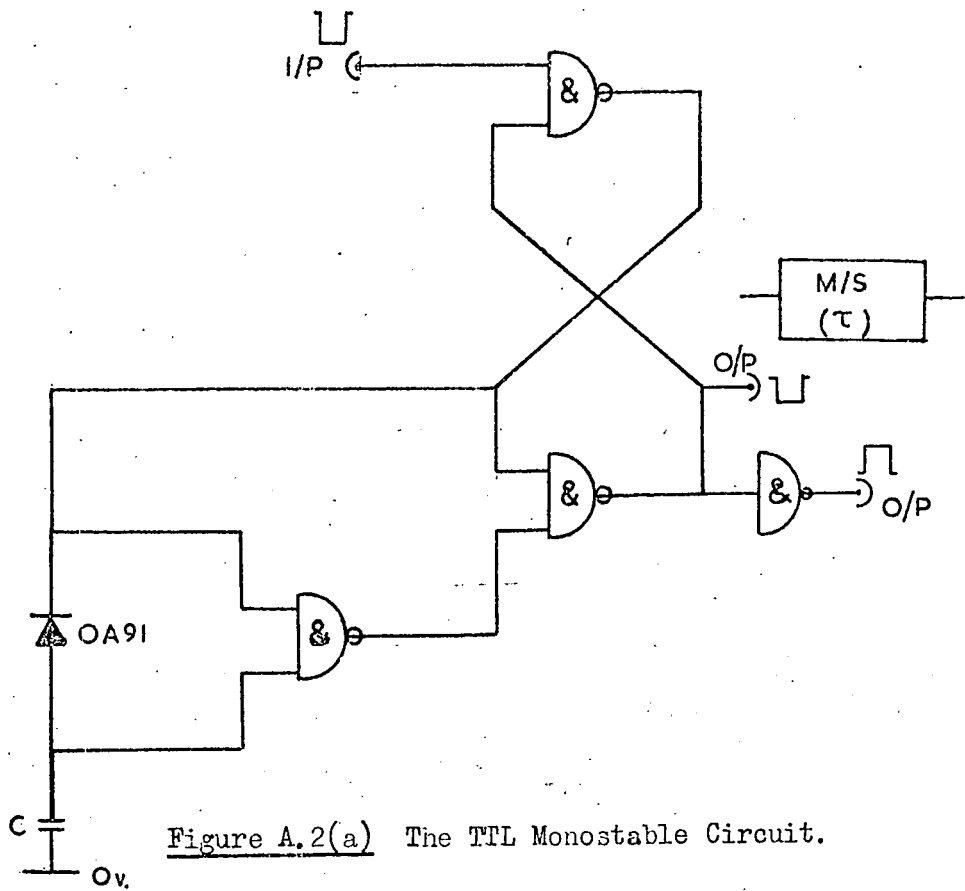 I/P
&
M/S
(τ)
O/P
&
&
O/P
&
OA91
C
Ov.
Figure A.2(a) The TTL Monostable Circuit.